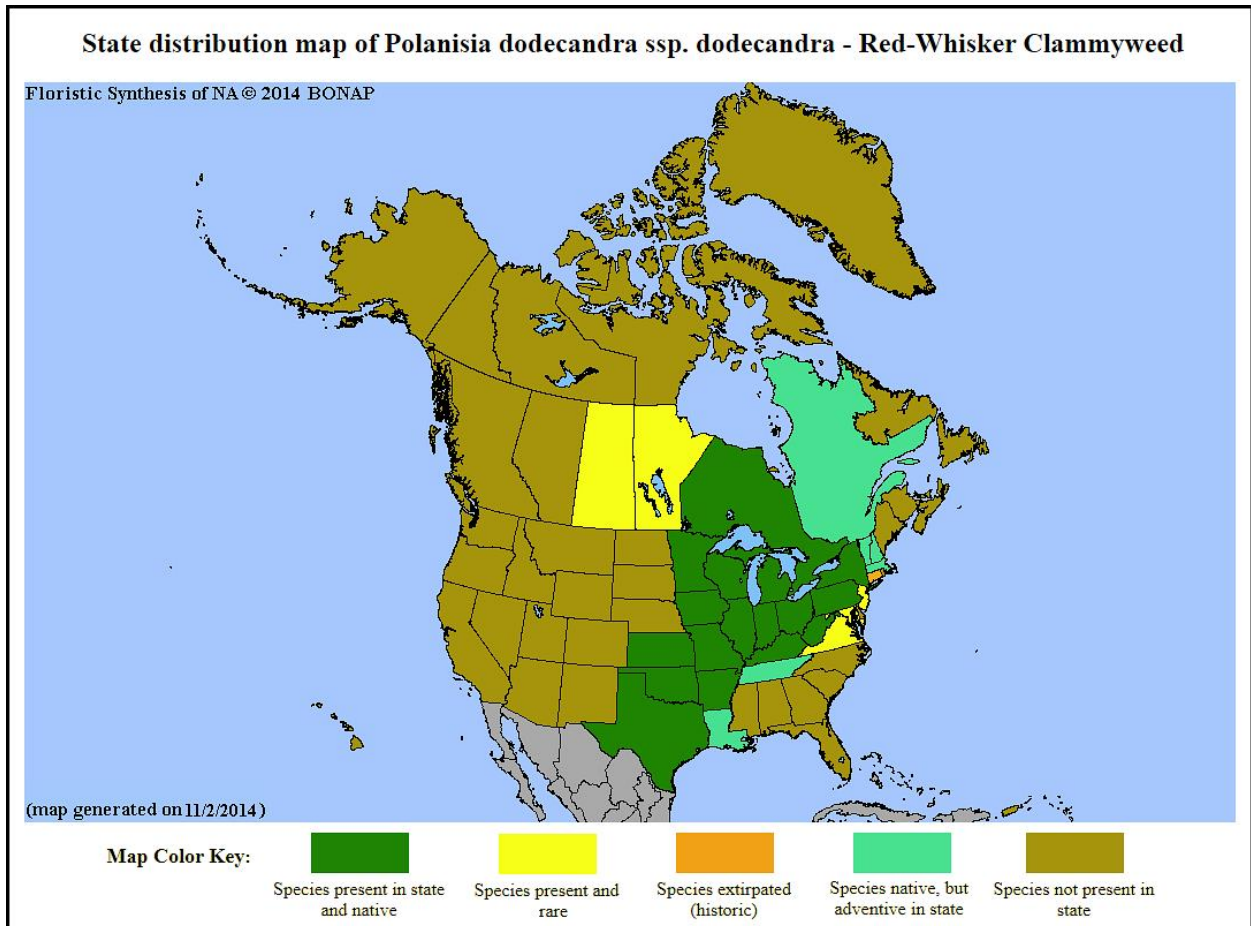 State distribution map of Polanisia dodecandra ssp. dodecandra - Red-Whisker Clammyweed
Floristic Synthesis of NA © 2014 BONAP
(map generated on 11/2/2014 )
Map Color Key:
Species present in state
and native
Species present and
rare
Species extirpated
(historic)
Species native, but
adventive in state
Species not present in
state